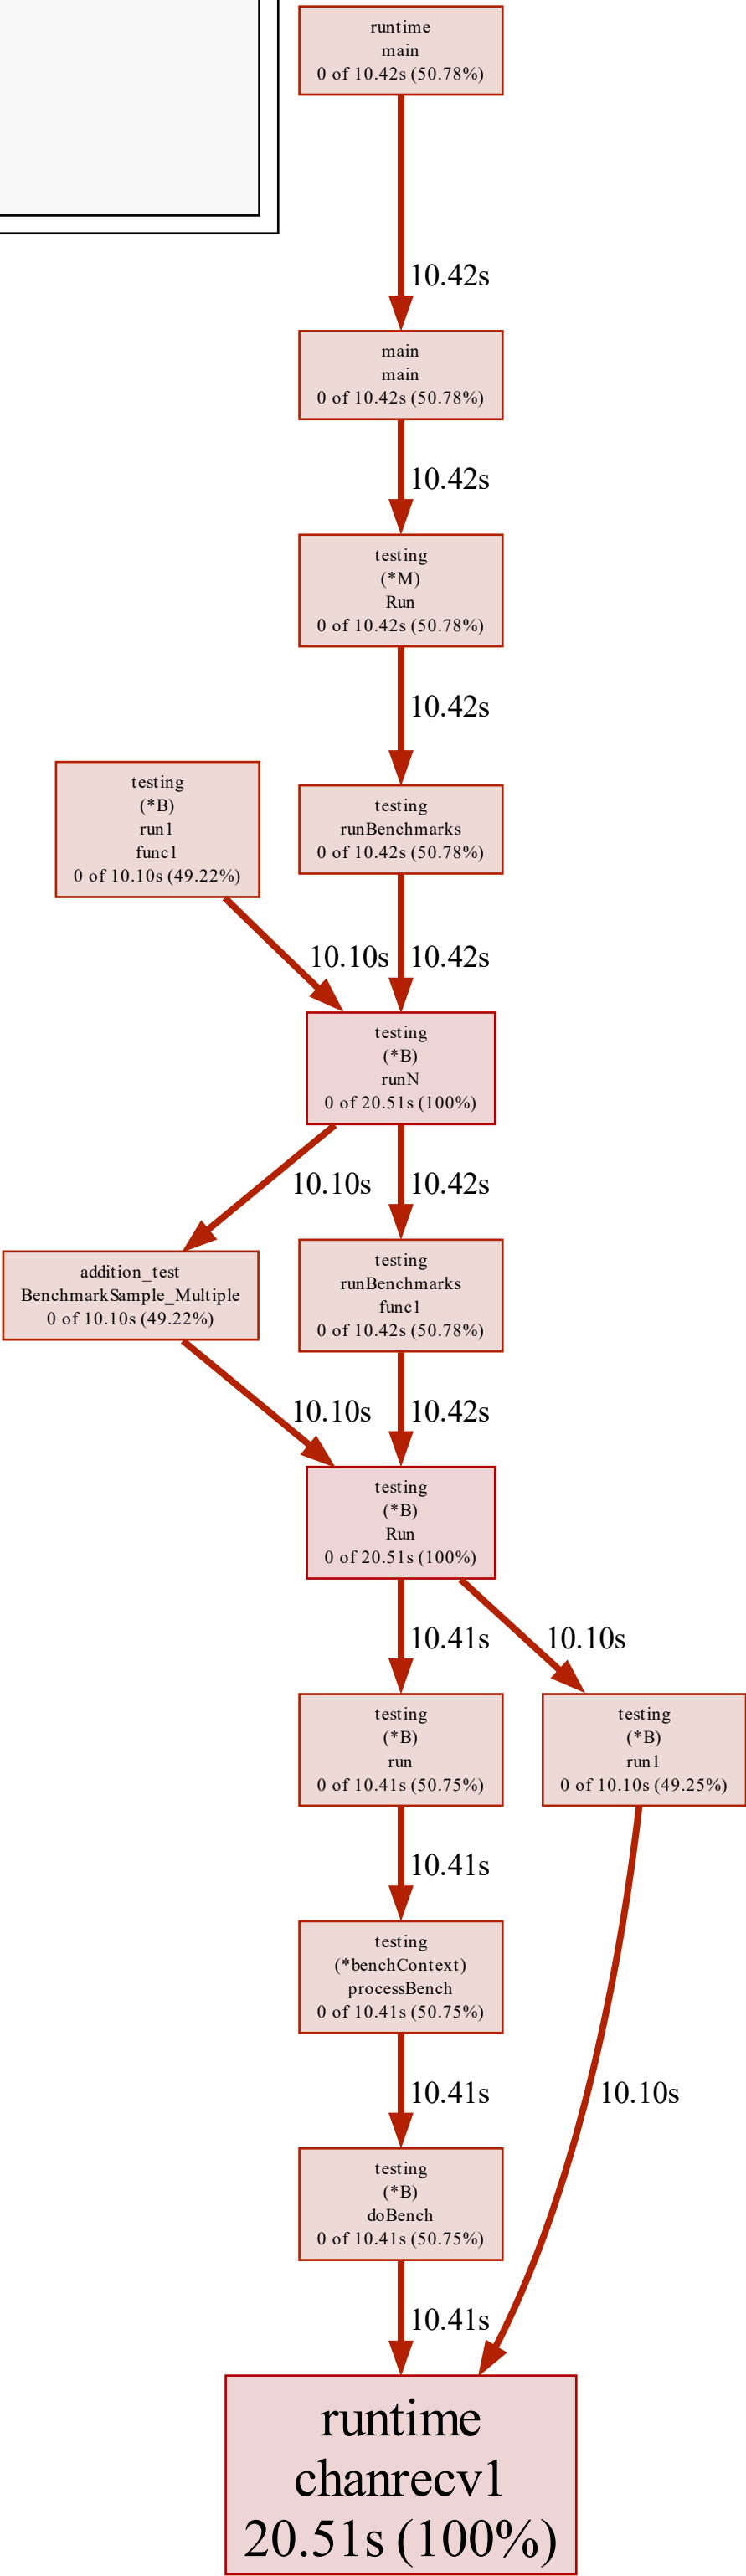 runtime
main
0 of 10.42s (50.78%)
10.42s
main
main
0 of 10.42s (50.78%)
10.42s
testing
(*M)
Run
0 of 10.42s (50.78%)
10.42s
testing
(*B)
run1
func1
0 of 10.10s (49.22%)
testing
runBenchmarks
0 of 10.42s (50.78%)
10.10s
10.42s
testing
(*B)
runN
0 of 20.51s (100%)
10.10s
10.42s
addition_test
BenchmarkSample_Multiple
0 of 10.10s (49.22%)
testing
runBenchmarks
func1
0 of 10.42s (50.78%)
10.10s
10.42s
testing
(*B)
Run
0 of 20.51s (100%)
10.41s
10.10s
testing
(*B)
run
0 of 10.41s (50.75%)
testing
(*B)
run1
0 of 10.10s (49.25%)
10.41s
testing
(*benchContext)
processBench
0 of 10.41s (50.75%)
10.41s
10.10s
testing
(*B)
doBench
0 of 10.41s (50.75%)
10.41s
runtime
chanrecv1
20.51s (100%)